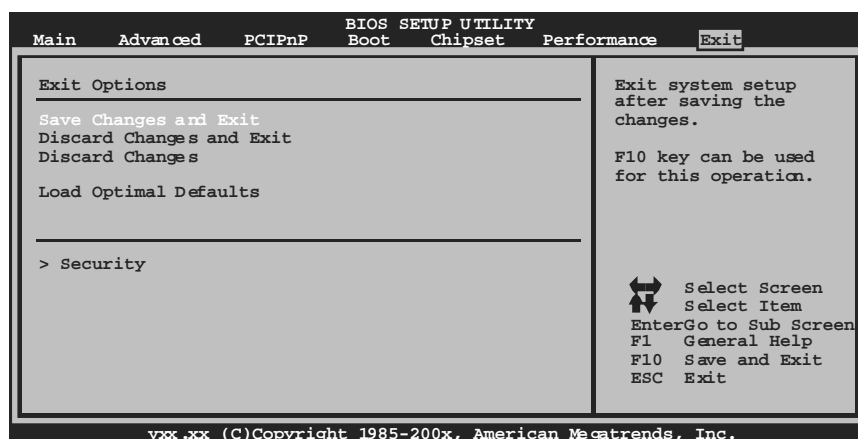 BIOS SETUP UTILITY
Main Advanced PCIPnP Boot Chipset Performance Exit
Exit Options
Save Changes and Exit
Discard Changes and Exit
Discard Changes
Load Optimal Defaults
> Security
Exit system setup
after saving the
changes.
F10 key can be used
for this operation.
Select Screen
Select Item
Enter Go to Sub Screen
F1 General Help
F10 Save and Exit
ESC Exit
vxx.xx (C)Copyright 1985-200x, American Megatrends, Inc.